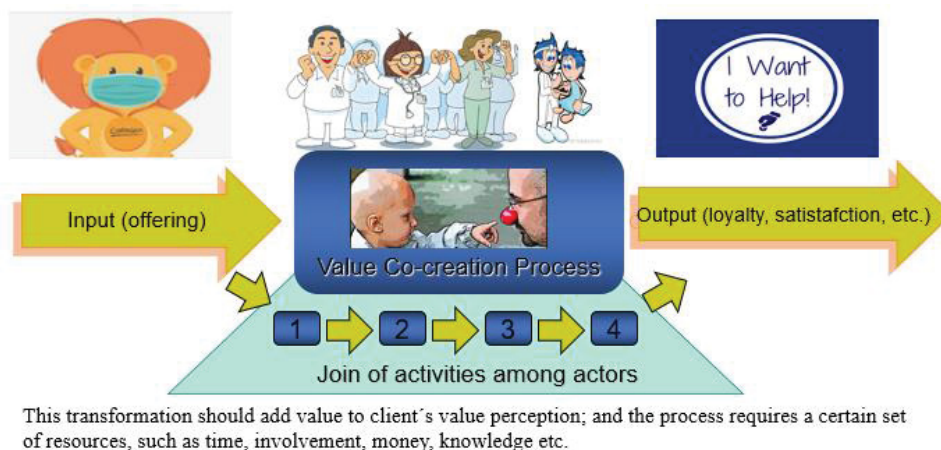 I Want
to Help!
Input (offering)
Output (loyalty, satistafction, etc.)
Value Co-creation Process
1
2
3
4
Join of activities among actors
This transformation should add value to client´s value perception; and the process requires a certain set
of resources, such as time, involvement, money, knowledge etc.